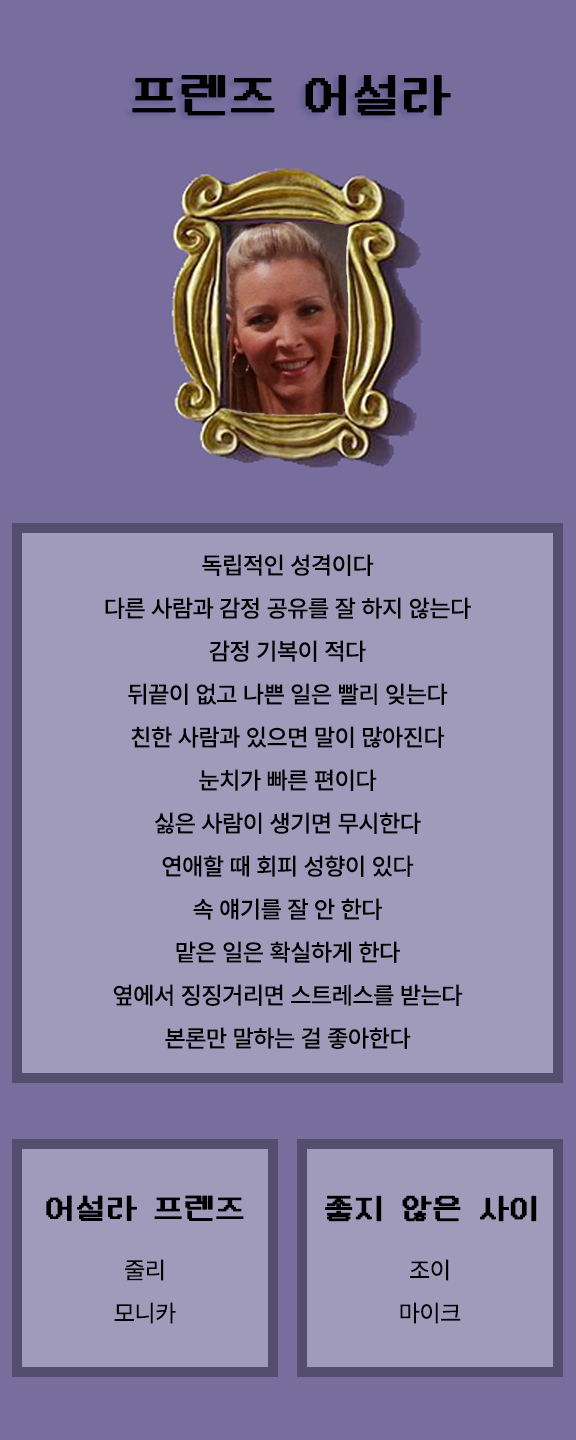 프렌즈 어설라
독립적인 성격이다
다른 사람과 감정 공유를 잘 하지 않는다
감정 기복이 적다
뒤끝이 없고 나쁜 일은 빨리 잊는다
친한 사람과 있으면 말이 많아진다
눈치가 빠른 편이다
싫은 사람이 생기면 무시한다
연애할 때 회피 성향이 있다
속 얘기를 잘 안 한다
맡은 일은 확실하게 한다
옆에서 징징거리면 스트레스를 받는다
본론만 말하는 걸 좋아한다
어설라 프렌즈
줄리
모니카
좋지 않은 사이
조이
마이크